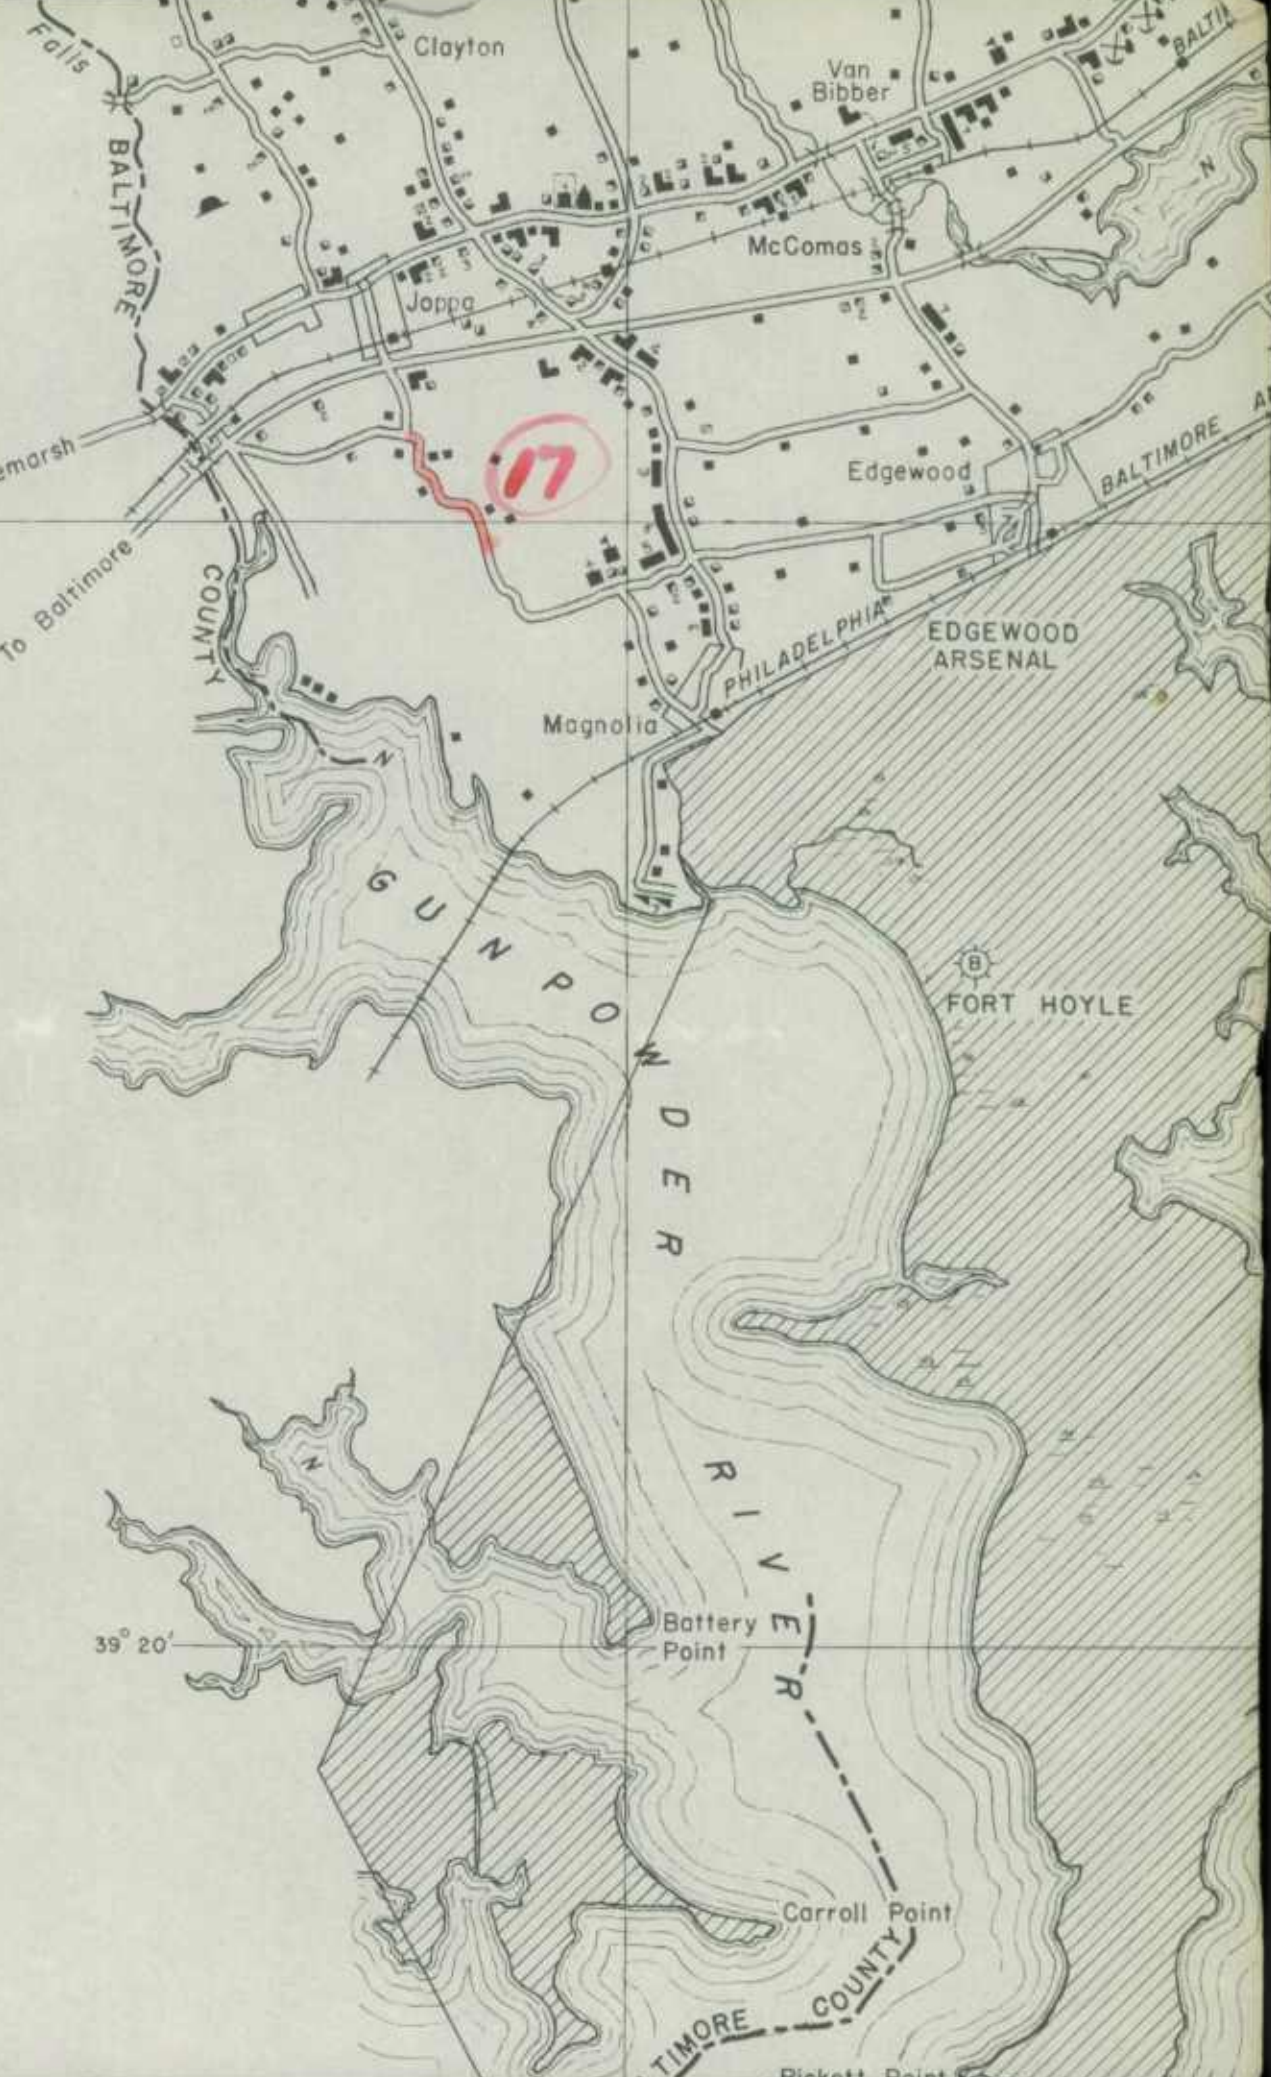 Falls
Clayton
Van
Bibber
BALTI
BALTIMORE
McComas
Joppa
emarsh
17
Edgewood
BALTIMORE
To Baltimore
COUNTY
PHILADELPHIA
EDGEWOOD
ARSENAL
Magnolia
GUNPOWDER
B
FORT HOYLE
RIVER
39° 20'
Battery
Point
Carroll Point
TIMORE COUNTY